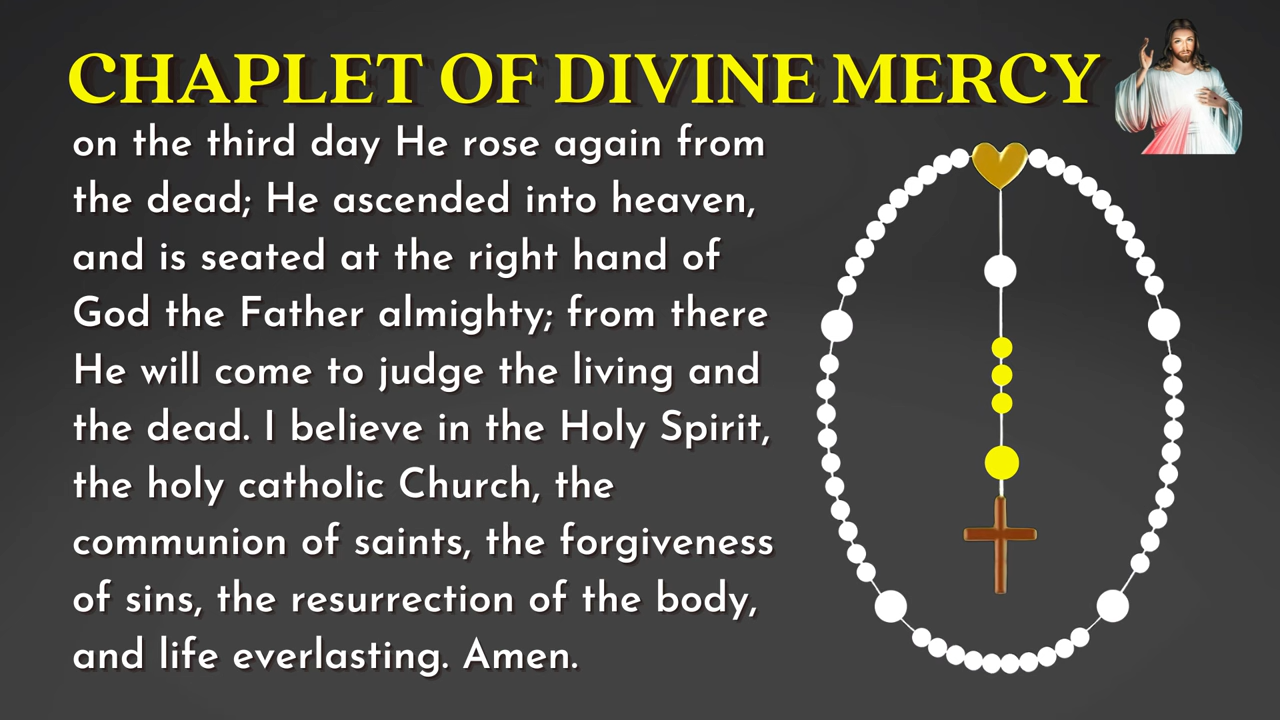 CHAPLET OF DIVINE MERCY
on the third day He rose again from
the dead; He ascended into heaven,
and is seated at the right hand of
God the Father almighty; from there
He will come to judge the living and
the dead. I believe in the Holy Spirit,
the holy catholic Church, the
communion of saints, the forgiveness
of sins, the resurrection of the body,
and life everlasting. Amen.